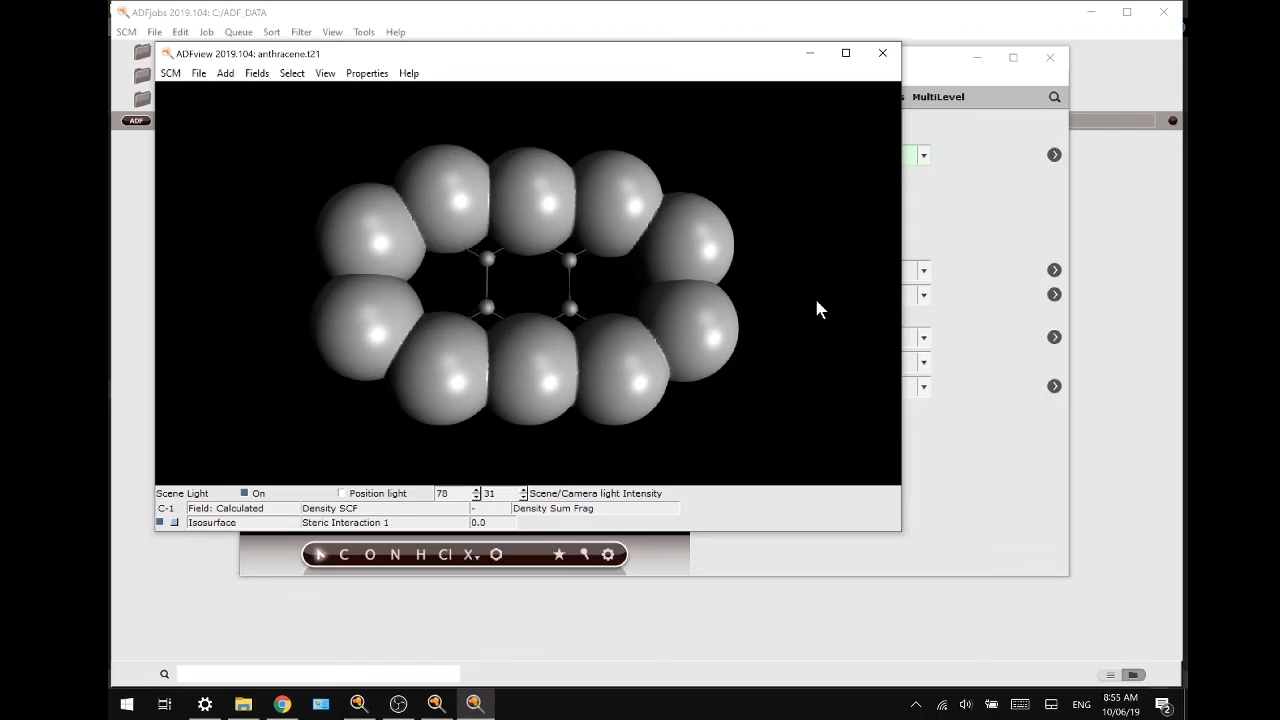 ADFjobs 2019.104: C:/ADF_DATA
SCM File Edit Job Queue Sort Filter View Tools Help
ADFview 2019.104: anthracene.t21
SCM File Add Fields Select View Properties Help
MultiLevel
ADF
Scene Light On Position light 78 31 Scene/Camera light Intensity
C-1 Field: Calculated Density SCF - Density Sum Frag
Isosurface Steric Interaction 1 0.0
C O N H Cl X
8:55 AM
ENG
10/06/19
2